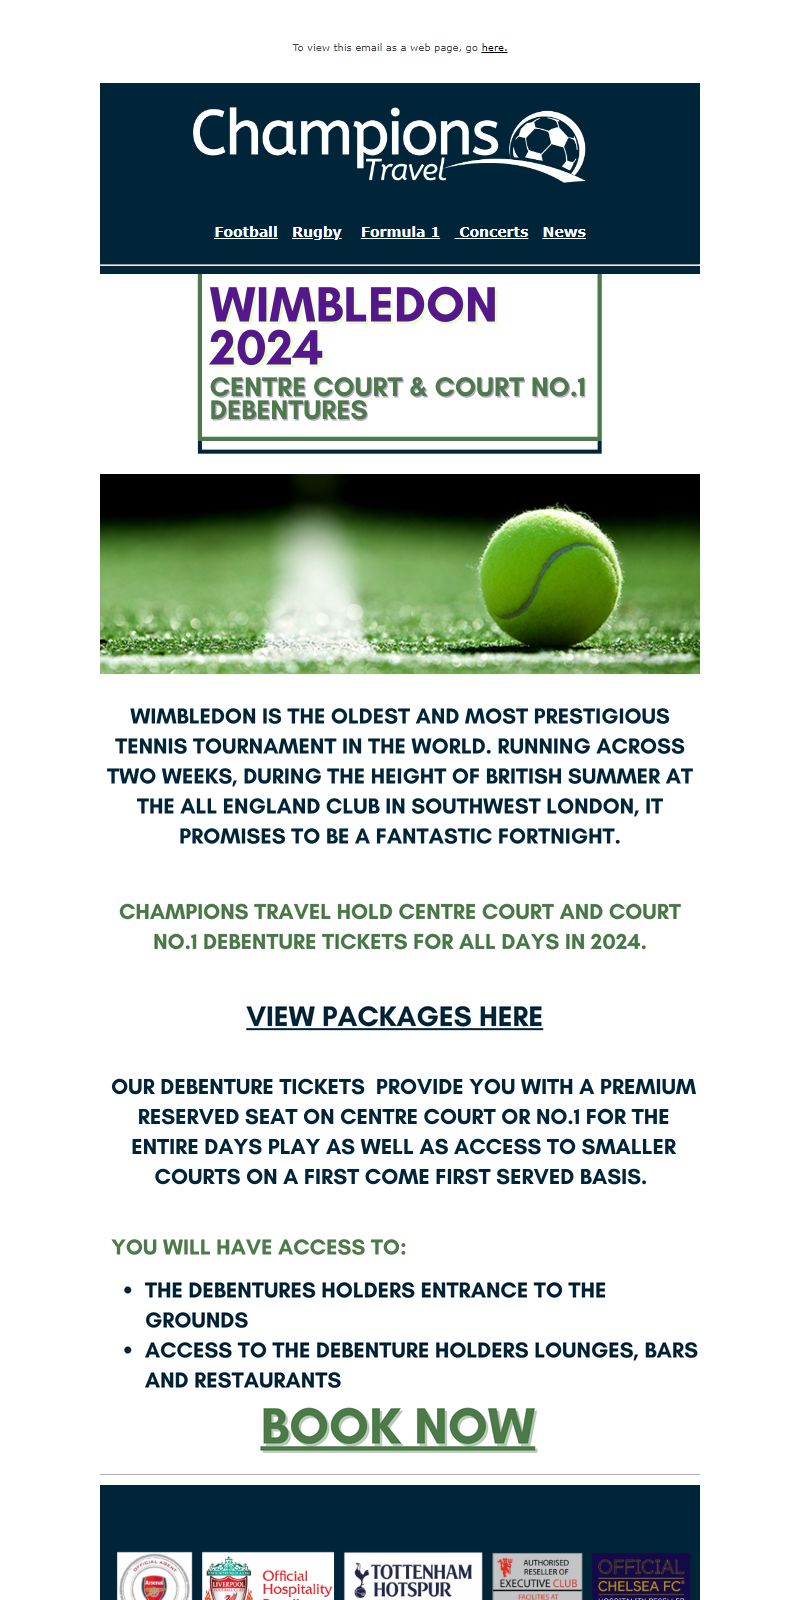 To view this email as a web page, go here.
Champions
Travel
Football Rugby Formula 1 Concerts News
WIMBLEDON
2024
CENTRE COURT & COURT NO.1
DEBENTURES
WIMBLEDON IS THE OLDEST AND MOST PRESTIGIOUS
TENNIS TOURNAMENT IN THE WORLD. RUNNING ACROSS
TWO WEEKS, DURING THE HEIGHT OF BRITISH SUMMER AT
THE ALL ENGLAND CLUB IN SOUTHWEST LONDON, IT
PROMISES TO BE A FANTASTIC FORTNIGHT.
CHAMPIONS TRAVEL HOLD CENTRE COURT AND COURT
NO.1 DEBENTURE TICKETS FOR ALL DAYS IN 2024.
VIEW PACKAGES HERE
OUR DEBENTURE TICKETS PROVIDE YOU WITH A PREMIUM
RESERVED SEAT ON CENTRE COURT OR NO.1 FOR THE
ENTIRE DAYS PLAY AS WELL AS ACCESS TO SMALLER
COURTS ON A FIRST COME FIRST SERVED BASIS.
YOU WILL HAVE ACCESS TO:
• THE DEBENTURES HOLDERS ENTRANCE TO THE
GROUNDS
• ACCESS TO THE DEBENTURE HOLDERS LOUNGES, BARS
AND RESTAURANTS
BOOK NOW
OFFICIAL AGENT
Arsenal
LIVERPOOL
Official
Hospitality
TOTTENHAM
HOTSPUR
AUTHORISED
RESELLER OF
EXECUTIVE CLUB
FACILITIES AT
OFFICIAL
CHELSEA FC